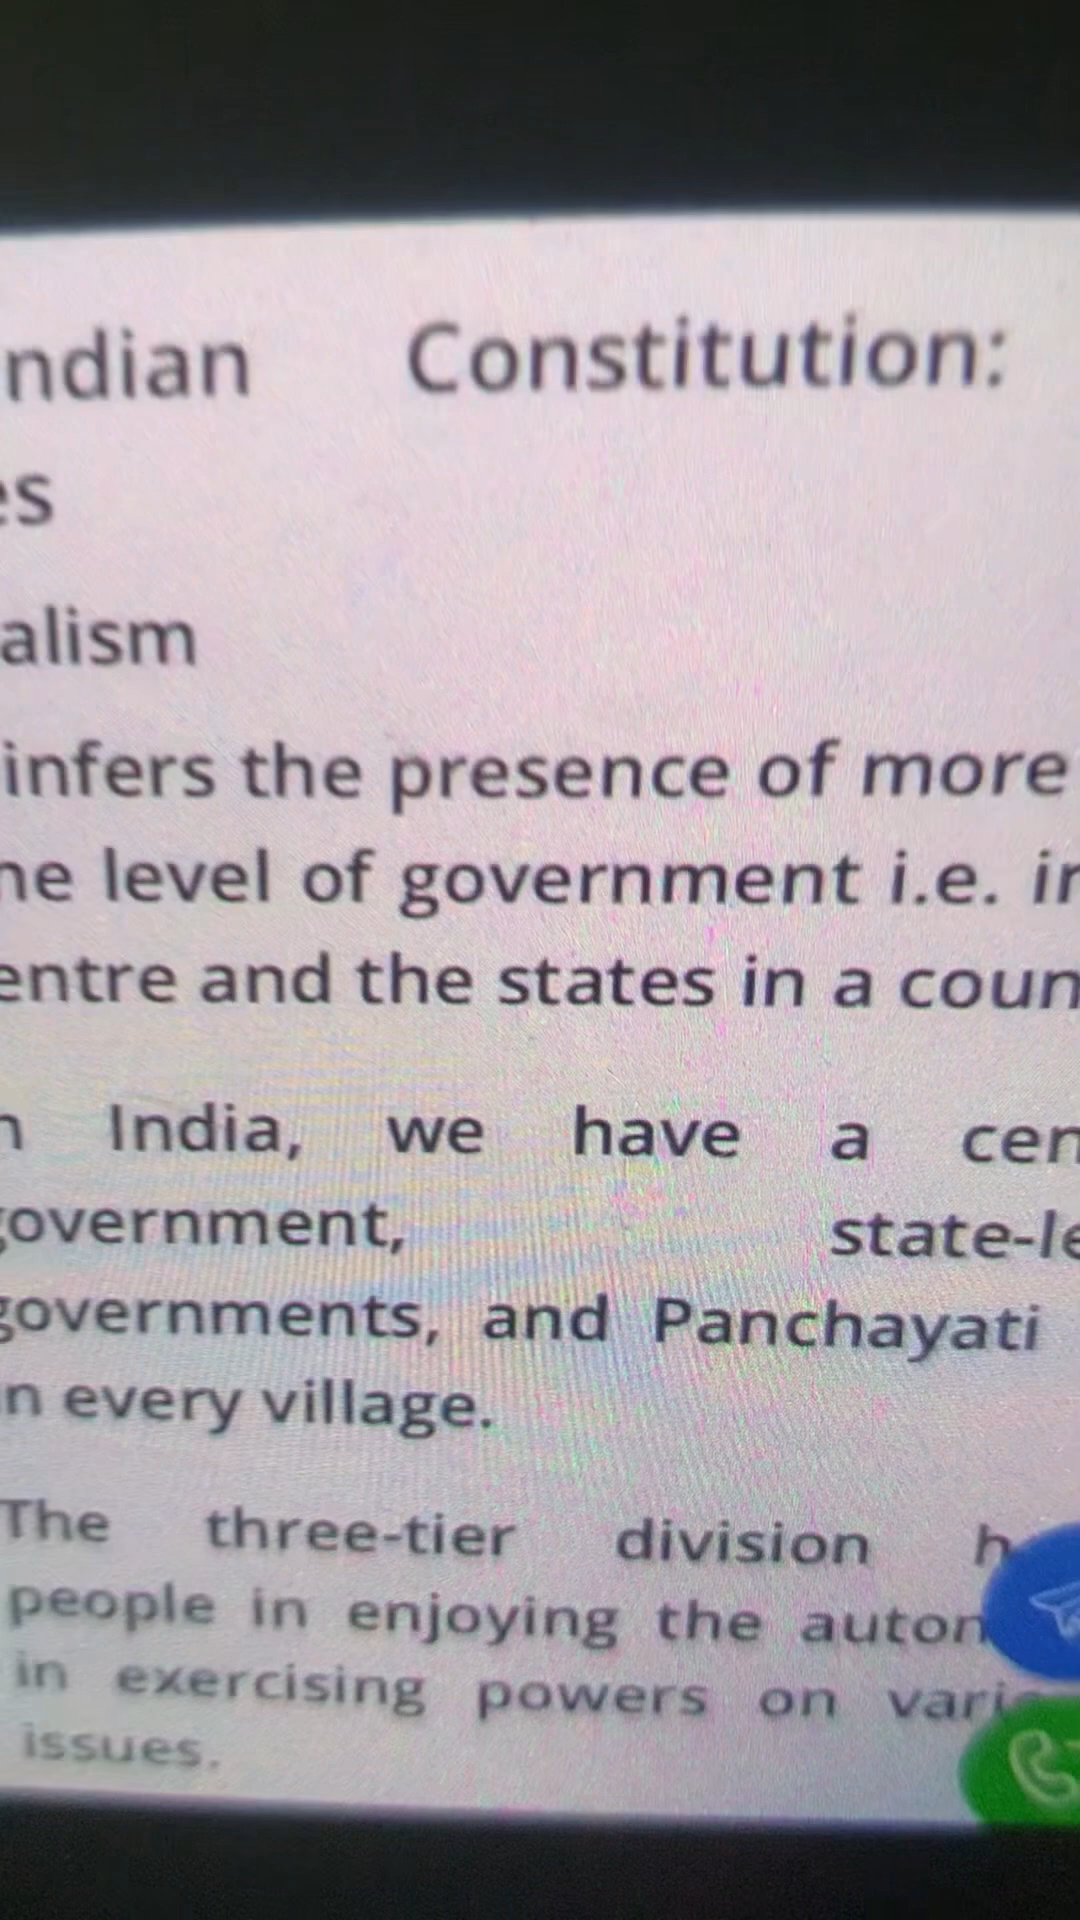 ndian Constitution:
es
alism
infers the presence of more
ne level of government i.e. in
entre and the states in a coun
n India, we have a cen
government, state-le
governments, and Panchayati
n every village.
The three-tier division h
people in enjoying the auton
in exercising powers on vari
issues.